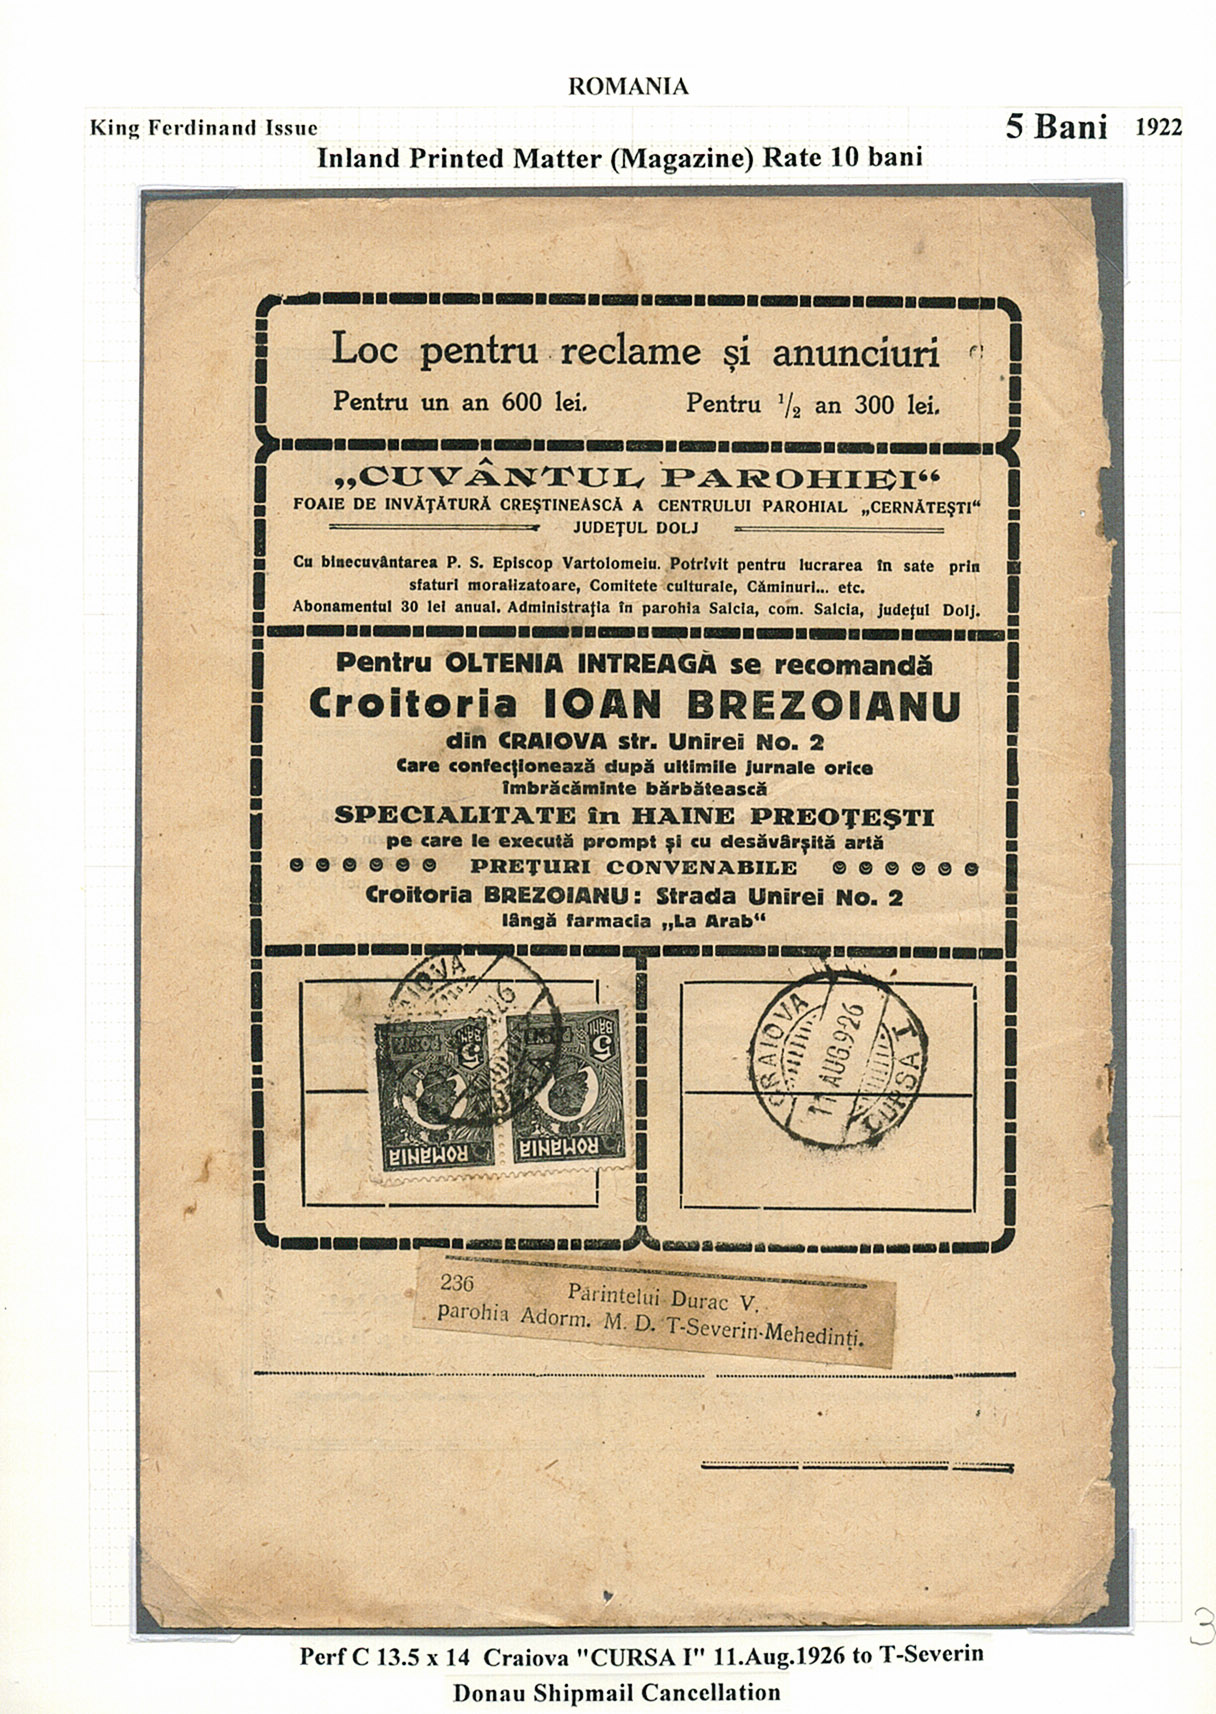 ROMANIA
King Ferdinand Issue
5 Bani 1922
Inland Printed Matter (Magazine) Rate 10 bani
Loc pentru reclame și anunciuri
Pentru un an 600 lei. Pentru 1/2 an 300 lei.
„CUVÂNTUL PAROHIEI“
FOAIE DE INVĂȚĂTURĂ CREȘTINEASCĂ A CENTRULUI PAROHIAL „CERNĂTEȘTI“
JUDEȚUL DOLJ
Cu binecuvântarea P. S. Episcop Vartolomeiu. Potrivit pentru lucrarea în sate prin
sfaturi moralizatoare, Comitete culturale, Căminuri... etc.
Abonamentul 30 lei anual. Administrația în parohia Salcia, com. Salcia, județul Dolj.
Pentru OLTENIA INTREAGĂ se recomandă
Croitoria IOAN BREZOIANU
din CRAIOVA str. Unirei No. 2
Care confecționează după ultimile jurnale orice
îmbrăcăminte bărbătească
SPECIALITATE în HAINE PREOȚEȘTI
pe care le execută prompt și cu desăvârșită artă
PREȚURI CONVENABILE
Croitoria BREZOIANU: Strada Unirei No. 2
lângă farmacia „La Arab“
5 BANI POSTA ROMANIA
5 BANI ROMANIA
CRAIOVA
11 AUG.926
CURSA I
236 Părintelui Durac V.
parohia Adorm. M. D. T-Severin-Mehedinți.
Perf C 13.5 x 14 Craiova "CURSA I" 11.Aug.1926 to T-Severin
Donau Shipmail Cancellation
3